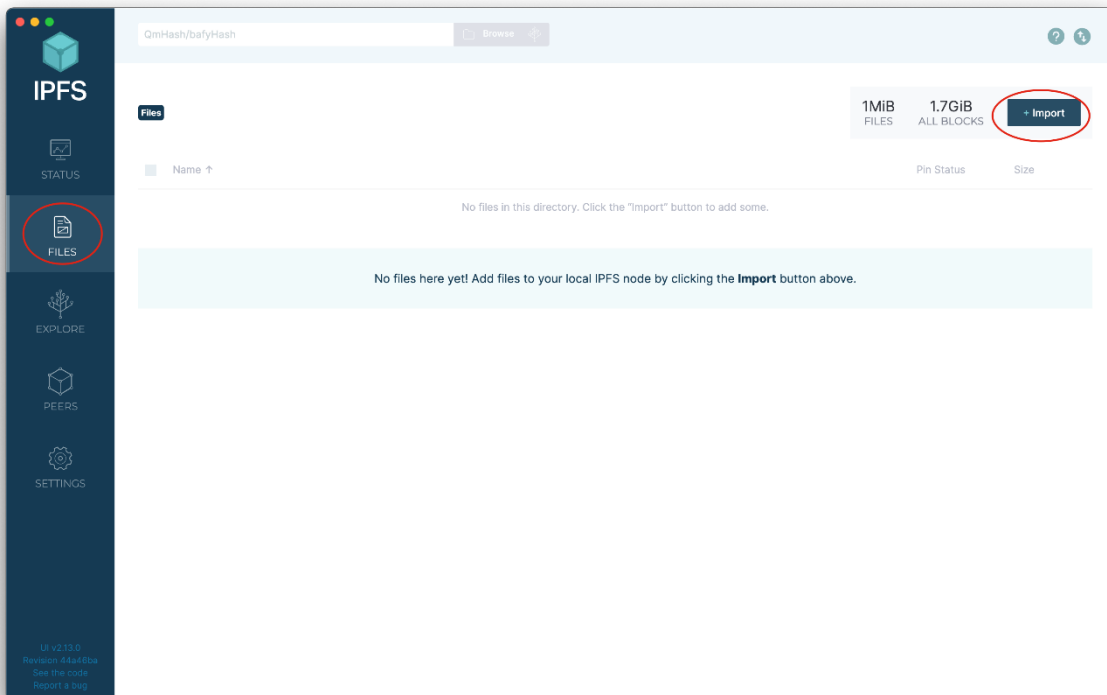 IPFS
STATUS
FILES
EXPLORE
PEERS
SETTINGS
UI v2.13.0
Revision 44a46ba
See the code
Report a bug
QmHash/bafyHash
Browse
Files
1MiB
FILES
1.7GiB
ALL BLOCKS
+ Import
Name ↑
Pin Status
Size
No files in this directory. Click the "Import" button to add some.
No files here yet! Add files to your local IPFS node by clicking the Import button above.